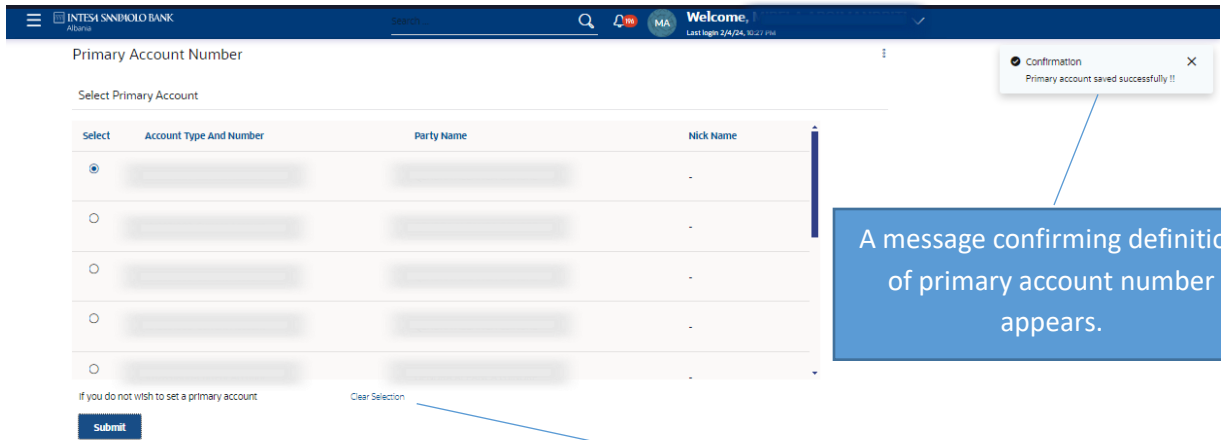 INTESA SANPAOLO BANK
Albania
Search...
196
MA
Welcome,
Last login 2/4/24, 10:27 PM
Primary Account Number
Confirmation
Primary account saved successfully !!
Select Primary Account
Select Account Type And Number Party Name Nick Name
-
-
-
-
-
A message confirming
of primary account number
appears.
If you do not wish to set a primary account Clear Selection
Submit